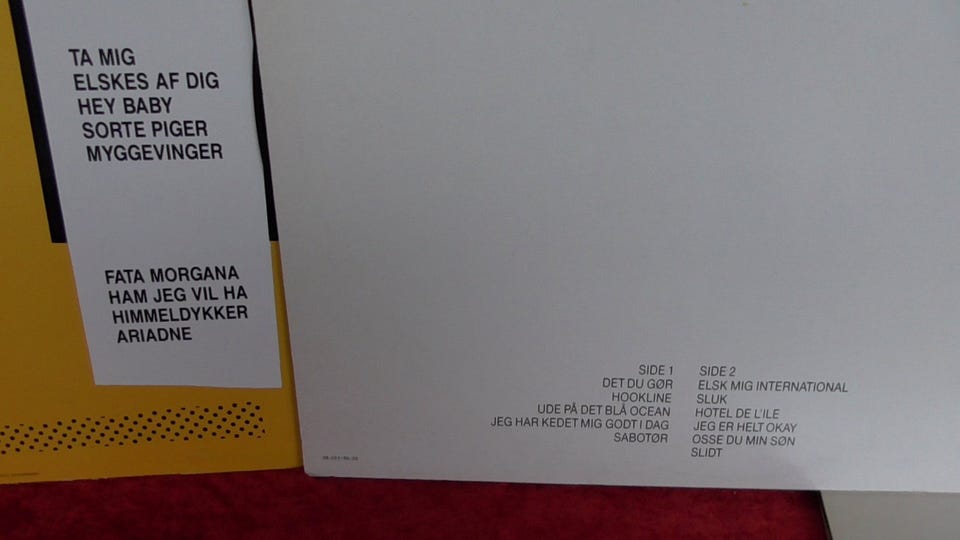 TA MIG
ELSKES AF DIG
HEY BABY
SORTE PIGER
MYGGEVINGER
FATA MORGANA
HAM JEG VIL HA
HIMMELDYKKER
ARIADNE
SIDE 1
DET DU GØR
HOOKLINE
UDE PÅ DET BLÅ OCEAN
JEG HAR KEDET MIG GODT I DAG
SABOTØR
SIDE 2
ELSK MIG INTERNATIONAL
SLUK
HOTEL DE L'ILE
JEG ER HELT OKAY
OSSE DU MIN SØN
SLIDT